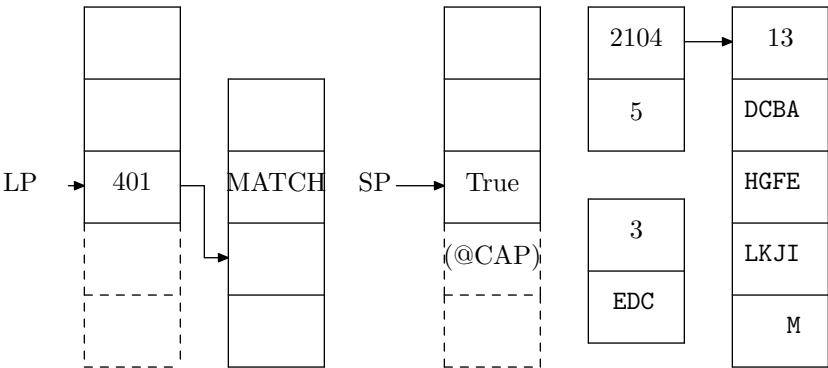 2104 13
5 DCBA
LP 401 MATCH SP True HGFE
3
(@CAP) LKJI
EDC
M